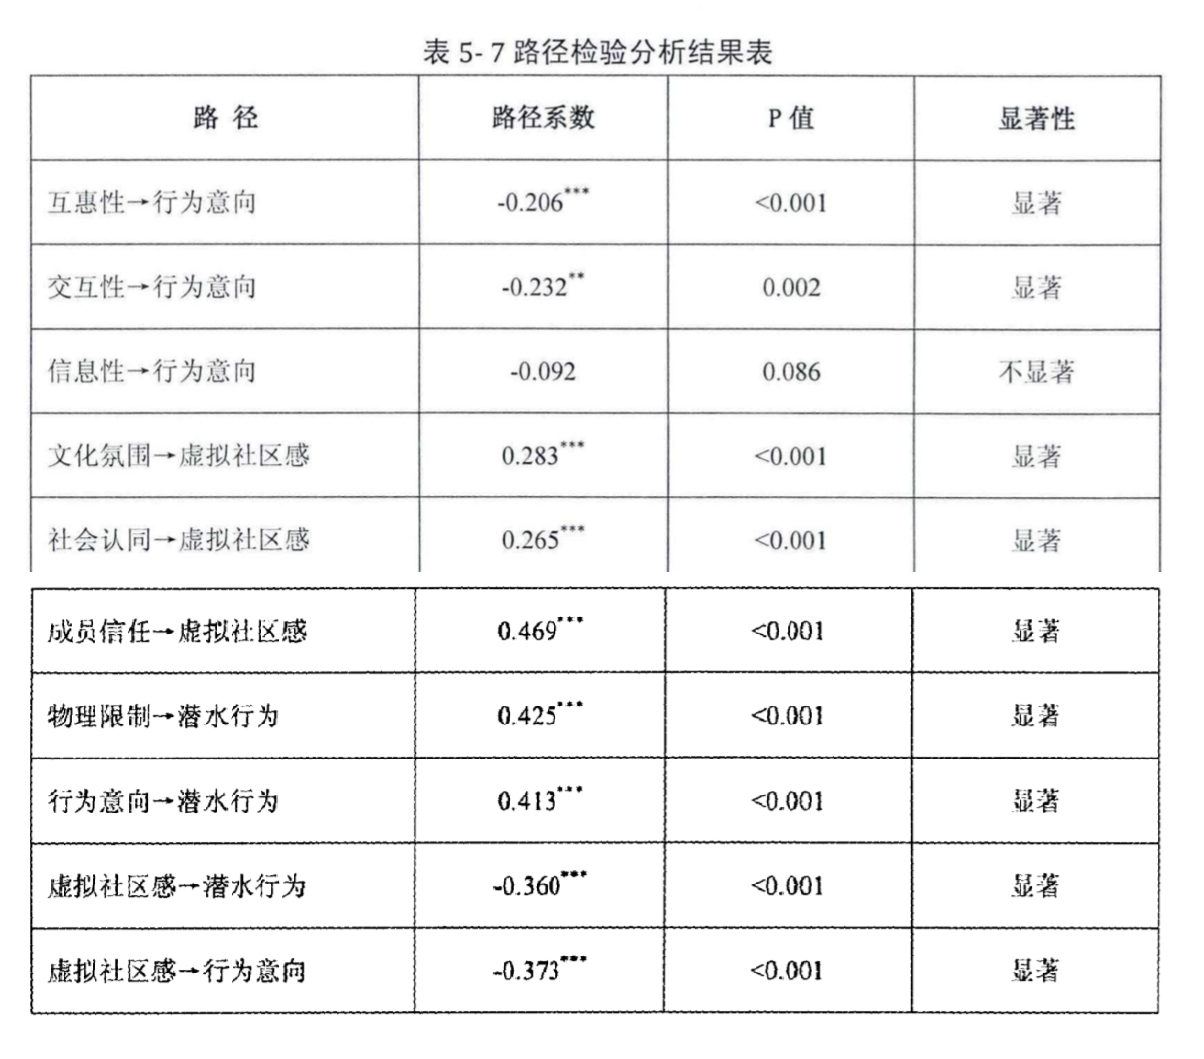 表 5- 7 路径检验分析结果表
路 径 路径系数 P 值 显著性
互惠性→行为意向 -0.206*** <0.001 显著
交互性→行为意向 -0.232** 0.002 显著
信息性→行为意向 -0.092 0.086 不显著
文化氛围→虚拟社区感 0.283*** <0.001 显著
社会认同→虚拟社区感 0.265*** <0.001 显著
成员信任→虚拟社区感 0.469*** <0.001 显著
物理限制→潜水行为 0.425*** <0.001 显著
行为意向→潜水行为 0.413*** <0.001 显著
虚拟社区感→潜水行为 -0.360*** <0.001 显著
虚拟社区感→行为意向 -0.373*** <0.001 显著